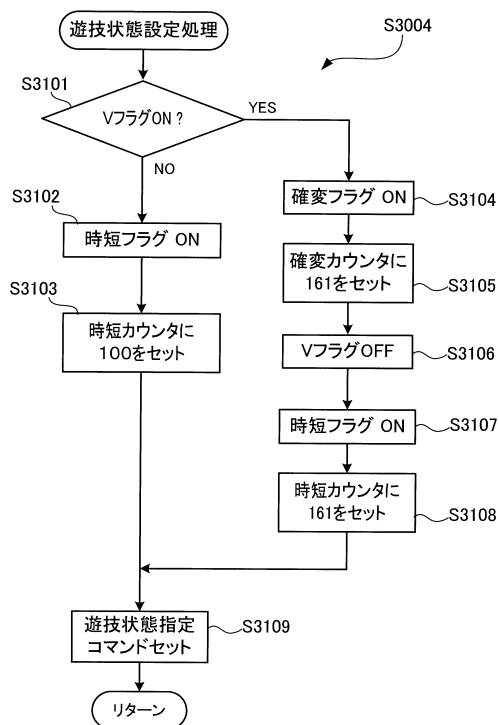 遊技状態設定処理
S3004
S3101
VフラグON？
YES
NO
S3102
時短フラグ ON
S3103
時短カウンタに
100をセット
確変フラグ ON
S3104
確変カウンタに
161をセット
S3105
VフラグOFF
S3106
時短フラグ ON
S3107
時短カウンタに
161をセット
S3108
遊技状態指定
コマンドセット
S3109
リターン